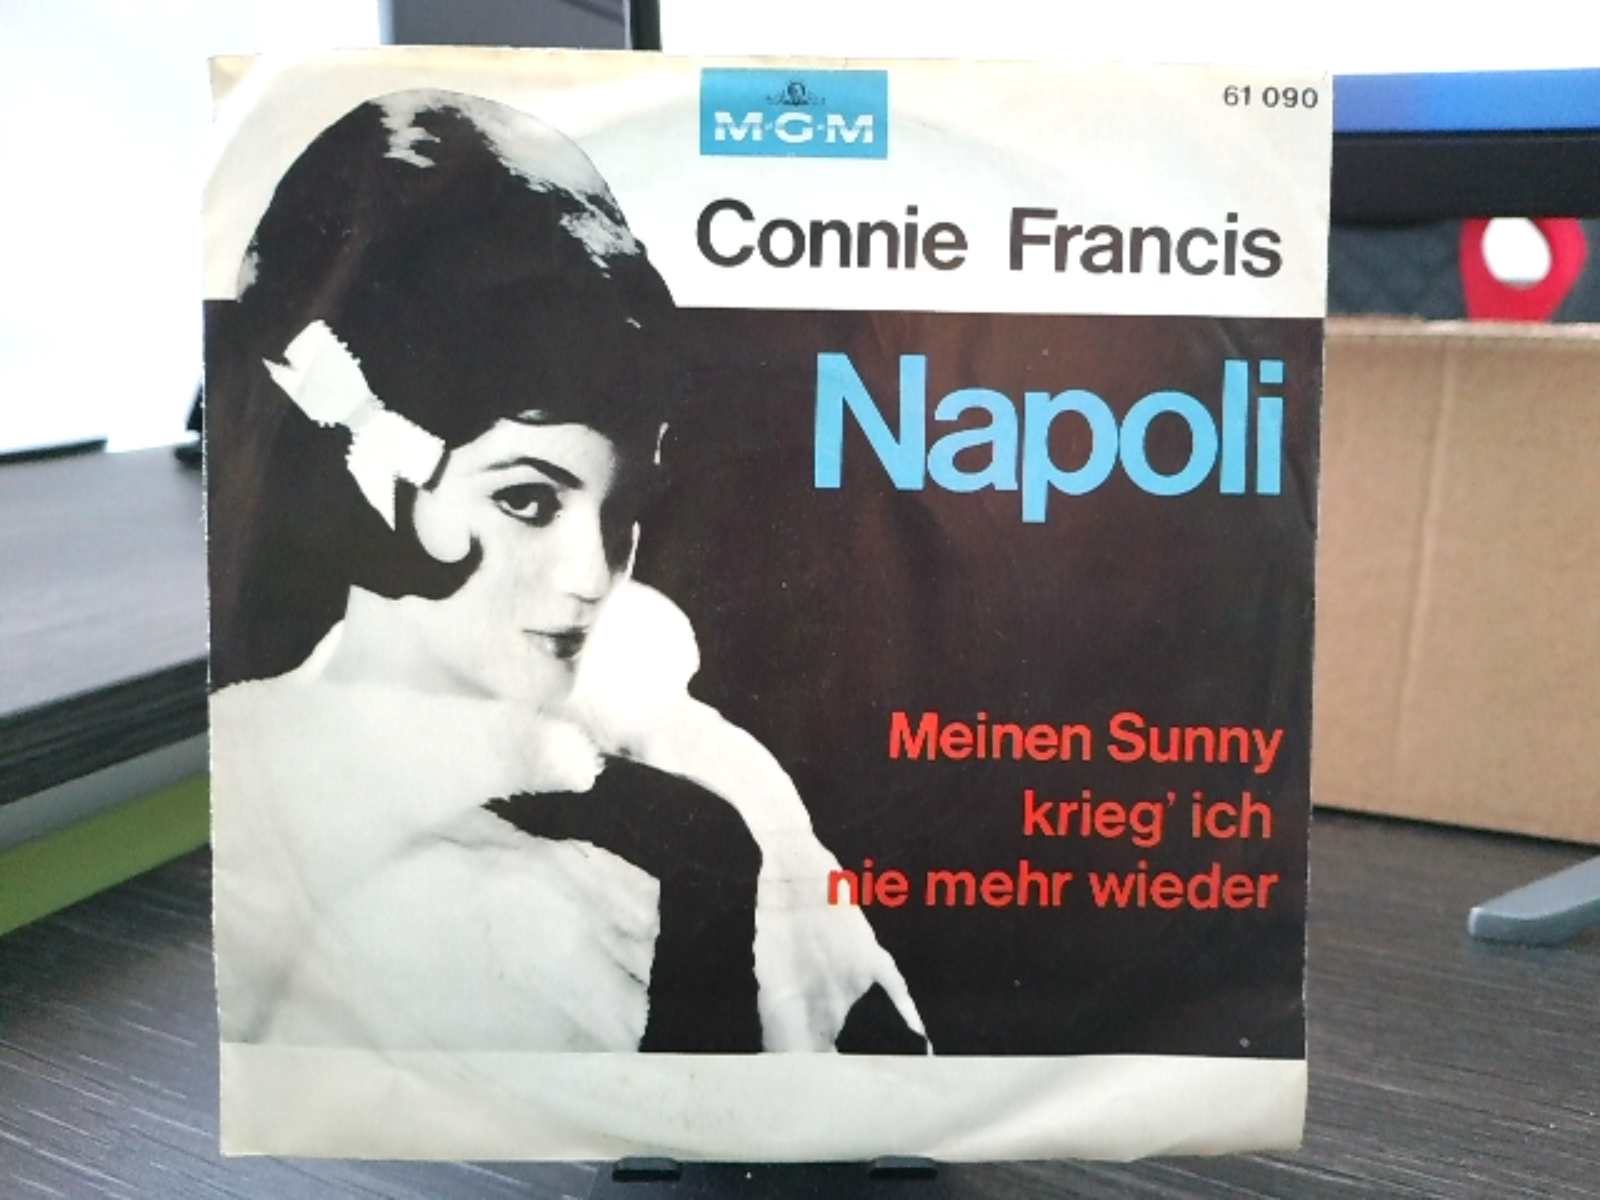 M-G-M
61 090
Connie Francis
Napoli
Meinen Sunny
krieg' ich
nie mehr wieder